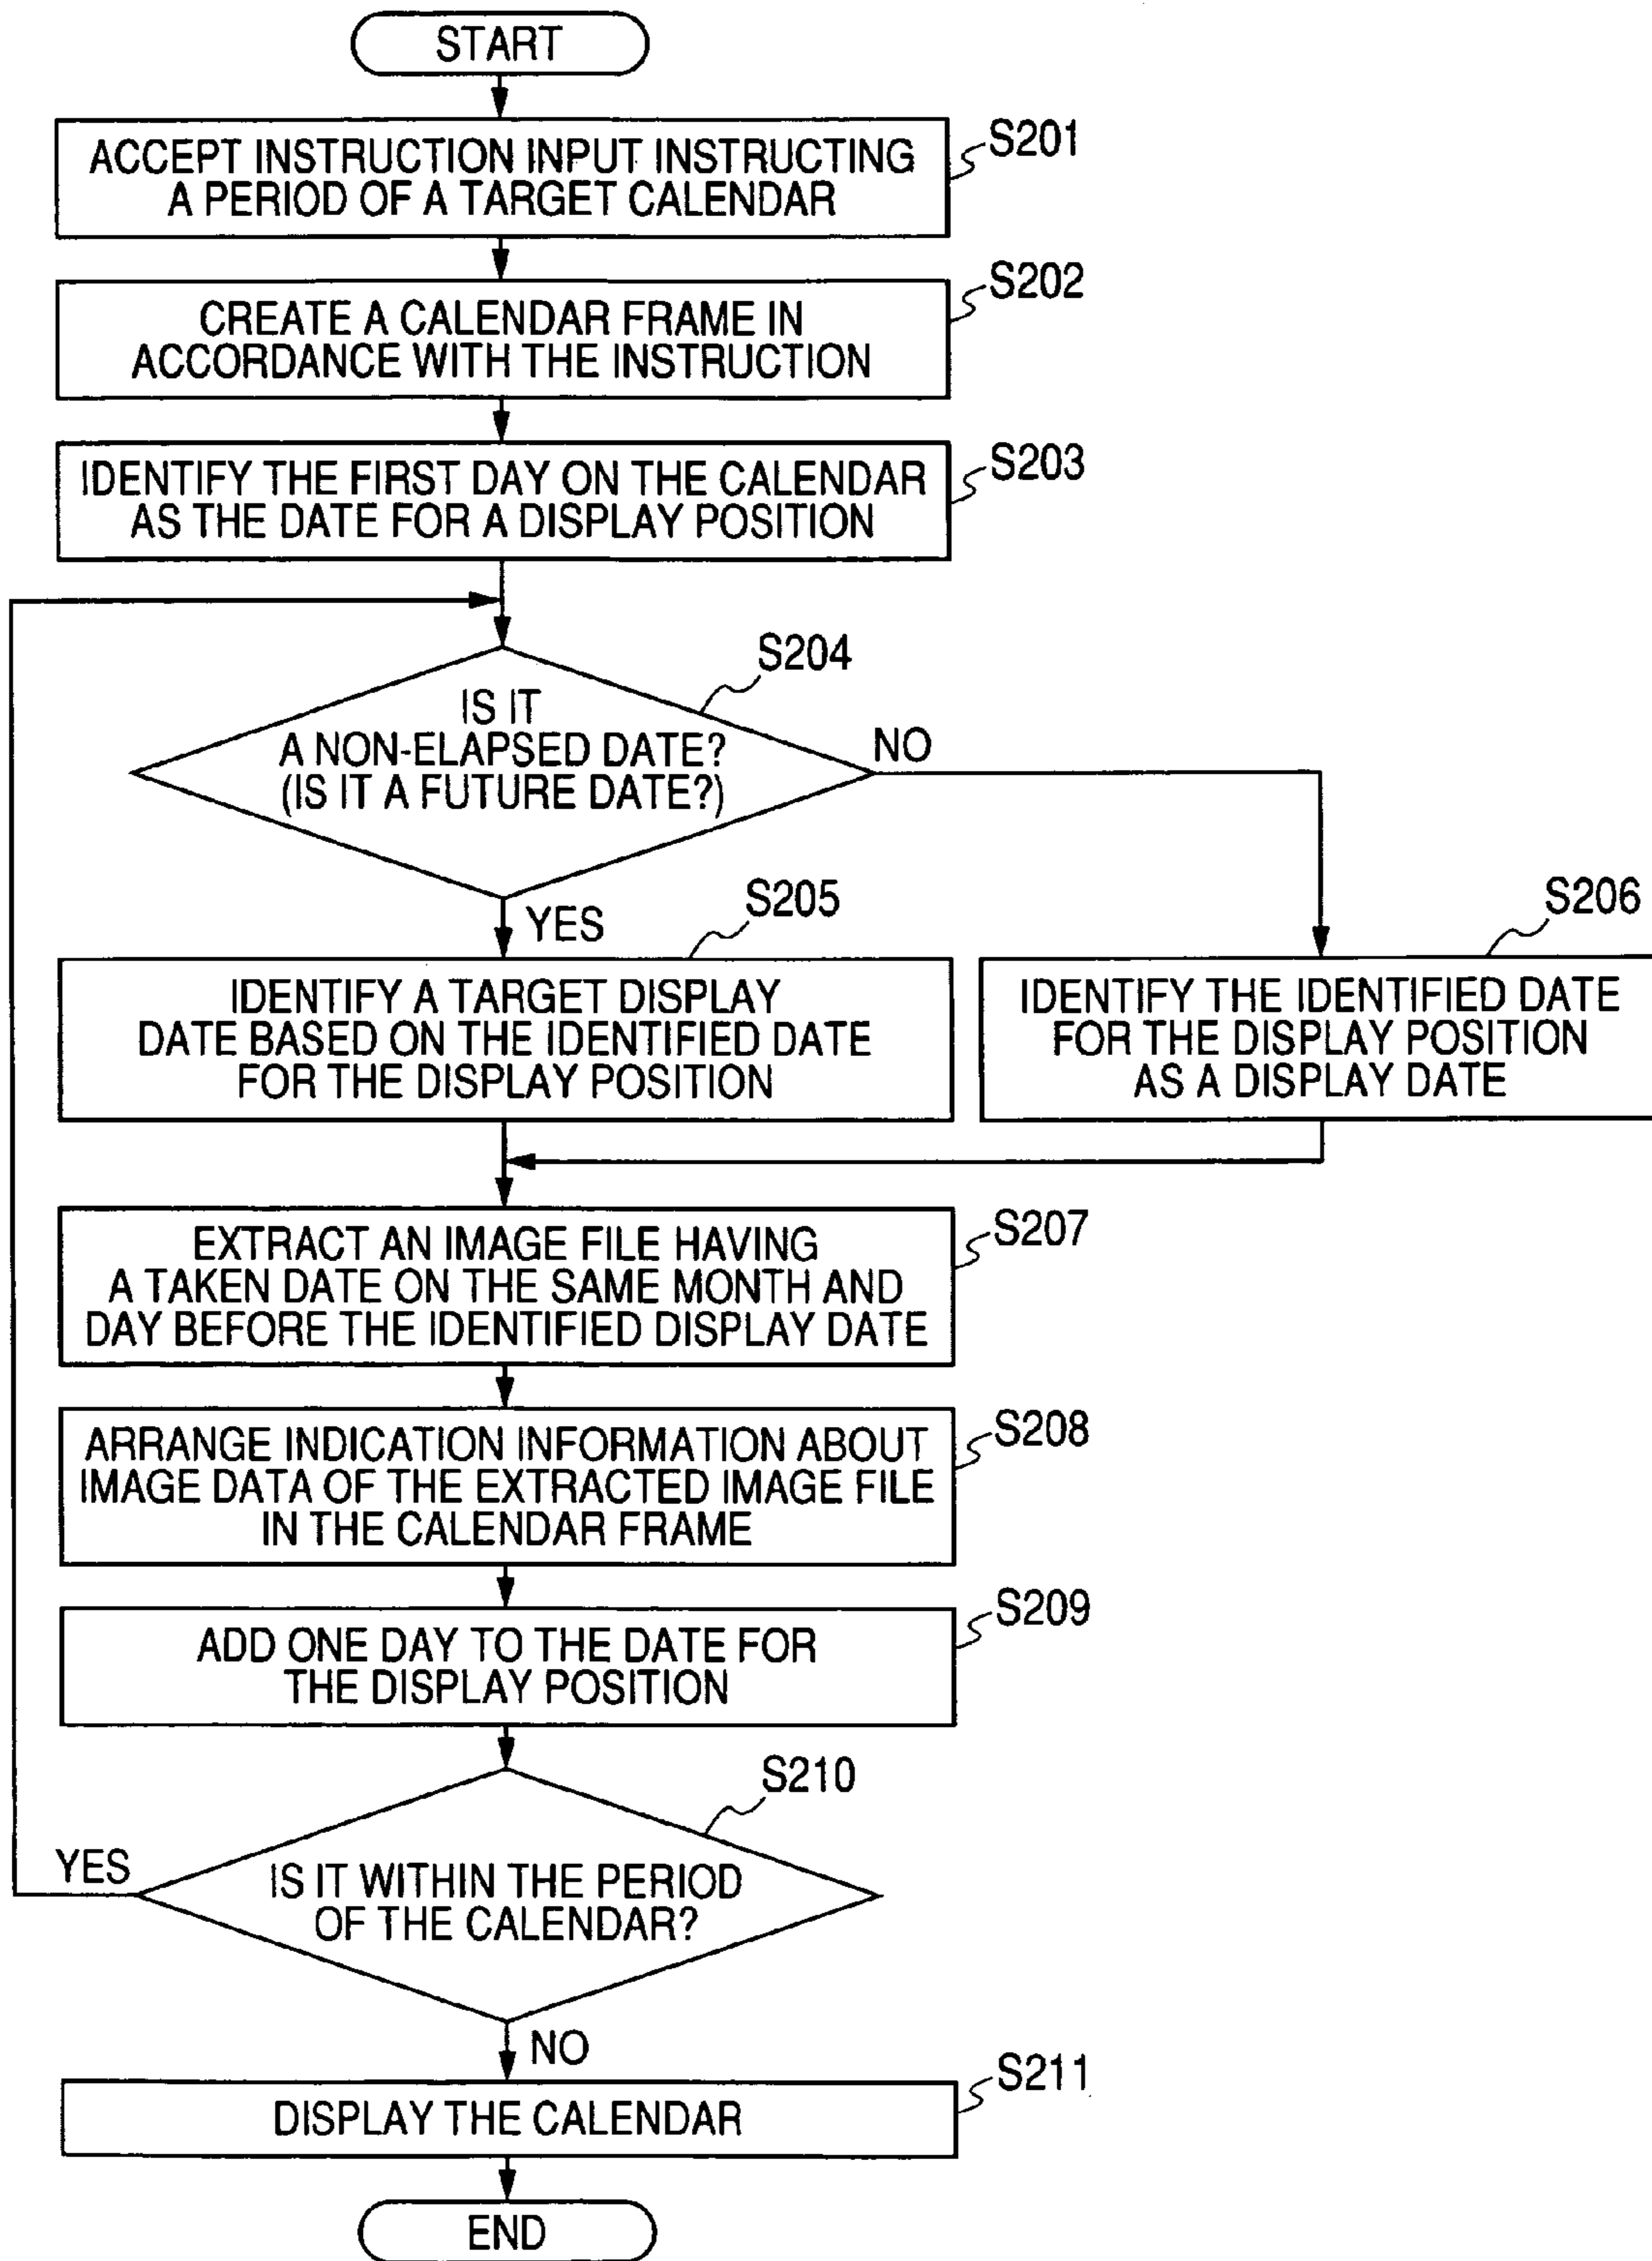 START
ACCEPT INSTRUCTION INPUT INSTRUCTING
A PERIOD OF A TARGET CALENDAR
S201
CREATE A CALENDAR FRAME IN
ACCORDANCE WITH THE INSTRUCTION
S202
IDENTIFY THE FIRST DAY ON THE CALENDAR
AS THE DATE FOR A DISPLAY POSITION
S203
S204
IS IT
A NON-ELAPSED DATE?
(IS IT A FUTURE DATE?)
NO
YES
S205
IDENTIFY A TARGET DISPLAY
DATE BASED ON THE IDENTIFIED DATE
FOR THE DISPLAY POSITION
S206
IDENTIFY THE IDENTIFIED DATE
FOR THE DISPLAY POSITION
AS A DISPLAY DATE
EXTRACT AN IMAGE FILE HAVING
A TAKEN DATE ON THE SAME MONTH AND
DAY BEFORE THE IDENTIFIED DISPLAY DATE
S207
ARRANGE INDICATION INFORMATION ABOUT
IMAGE DATA OF THE EXTRACTED IMAGE FILE
IN THE CALENDAR FRAME
S208
ADD ONE DAY TO THE DATE FOR
THE DISPLAY POSITION
S209
S210
YES
IS IT WITHIN THE PERIOD
OF THE CALENDAR?
NO
DISPLAY THE CALENDAR
S211
END